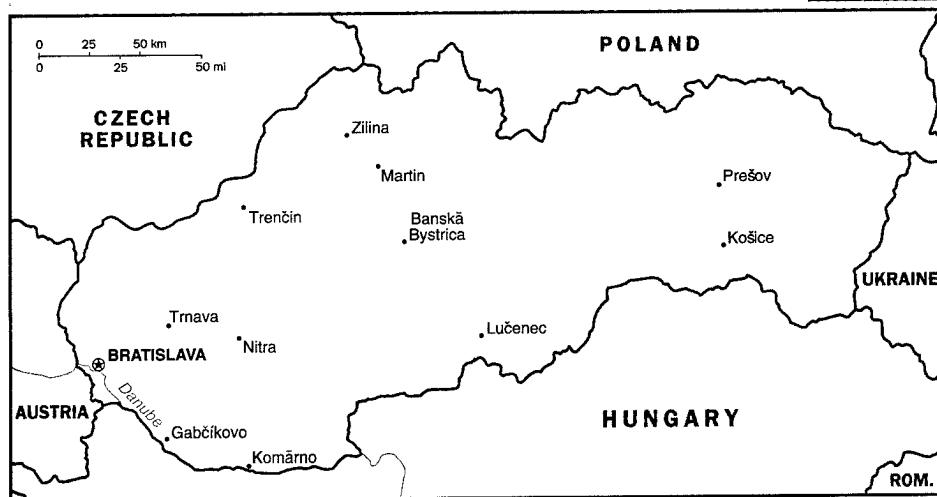 0 25 50 km
0 25 50 mi
POLAND
CZECH
REPUBLIC
Zilina
Martin
Prešov
Trenčin
Banskā
Bystrica
Košice
UKRAINE
Trnava
Nitra
Lučenec
BRATISLAVA
Danube
AUSTRIA
HUNGARY
Gabčíkovo
Komārno
ROM.